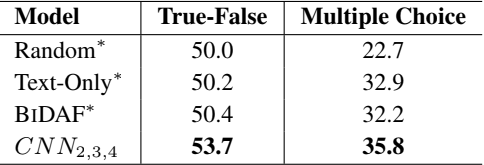 Model True-False Multiple Choice
Random* 50.0 22.7
Text-Only* 50.2 32.9
BIDAF* 50.4 32.2
CNN2,3,4 53.7 35.8